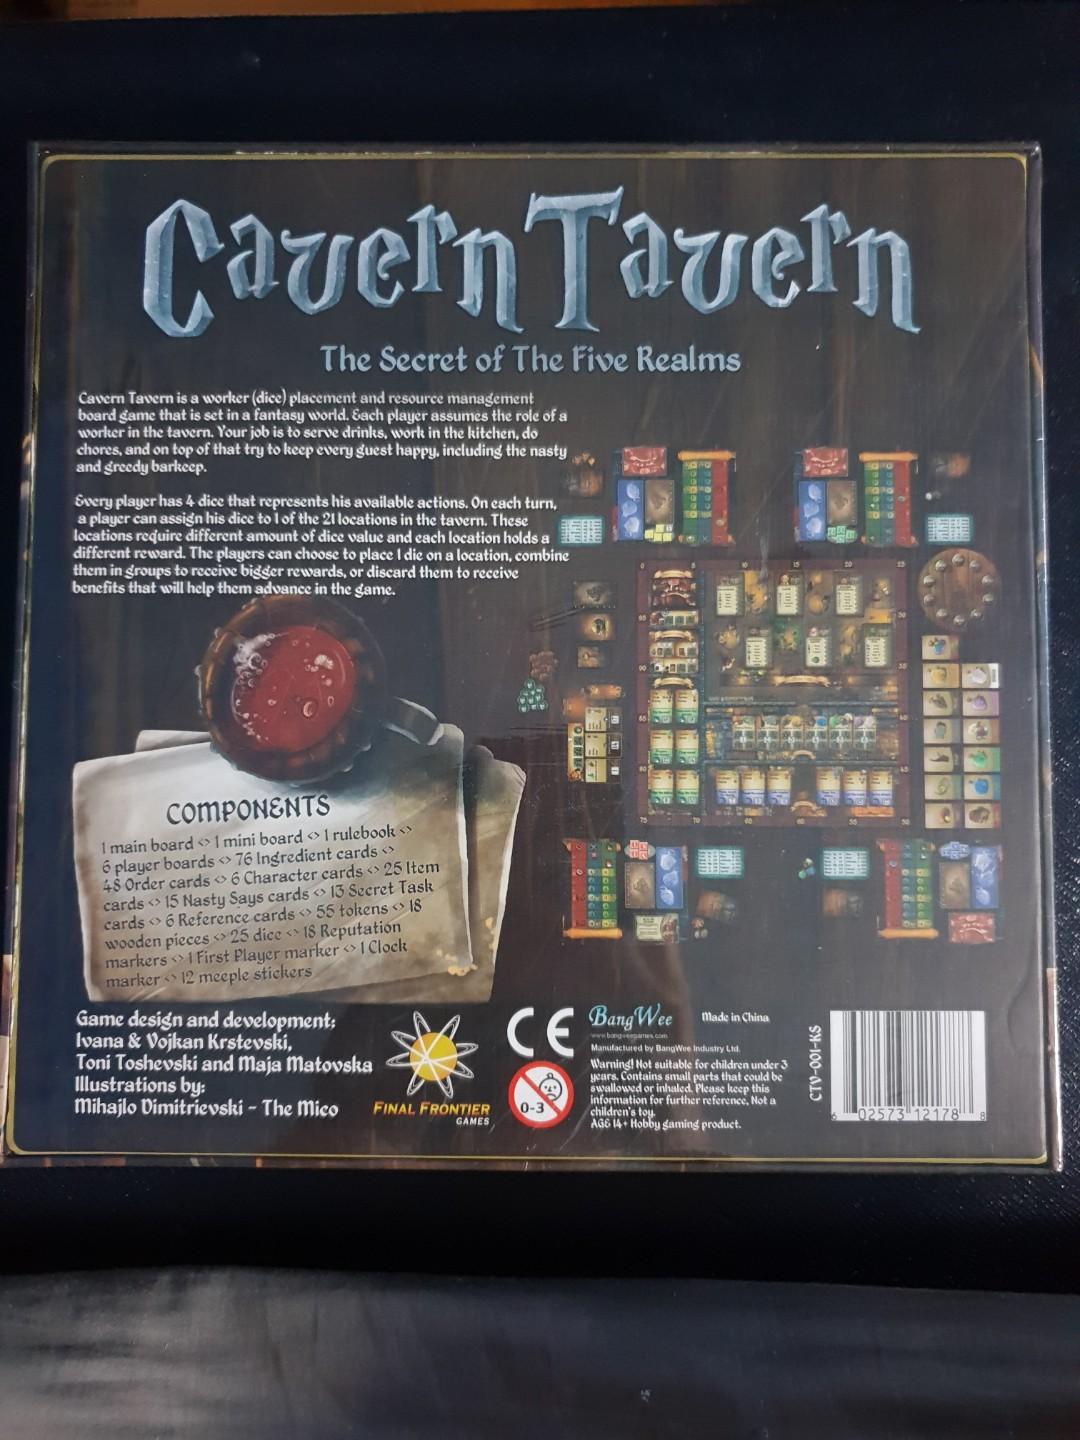 Cavern Tavern
The Secret of The Five Realms
Cavern Tavern is a worker (dice) placement and resource management
board game that is set in a fantasy world. Each player assumes the role of a
worker in the tavern. Your job is to serve drinks, work in the kitchen, do
chores, and on top of that try to keep every guest happy, including the nasty
and greedy barkeep.
Every player has 4 dice that represents his available actions. On each turn,
a player can assign his dice to 1 of the 21 locations in the tavern. These
locations require different amount of dice value and each location holds a
different reward. The players can choose to place 1 die on a location, combine
them in groups to receive bigger rewards, or discard them to receive
benefits that will help them advance in the game.
COMPONENTS
1 main board <> 1 mini board <> 1 rulebook <>
6 player boards <> 76 Ingredient cards <>
48 Order cards <> 6 Character cards <> 25 Item
cards <> 15 Nasty Says cards <> 13 Secret Task
cards <> 6 Reference cards <> 55 tokens <> 18
wooden pieces <> 25 dice <> 18 Reputation
markers <> 1 First Player marker <> 1 Clock
marker <> 12 meeple stickers
Game design and development:
Ivana & Vojkan Krstevski,
Toni Toshevski and Maja Matovska
Illustrations by:
Mihajlo Dimitrievski - The Mico
FINAL FRONTIER
GAMES
CE
0-3
BangWee
www.bangweegames.com
Made in China
Manufactured by BangWee Industry Ltd.
Warning! Not suitable for children under 3
years. Contains small parts that could be
swallowed or inhaled. Please keep this
information for further reference. Not a
children's toy.
AGE 14+ Hobby gaming product.
CTV-001-KS
6 02573 12178 8